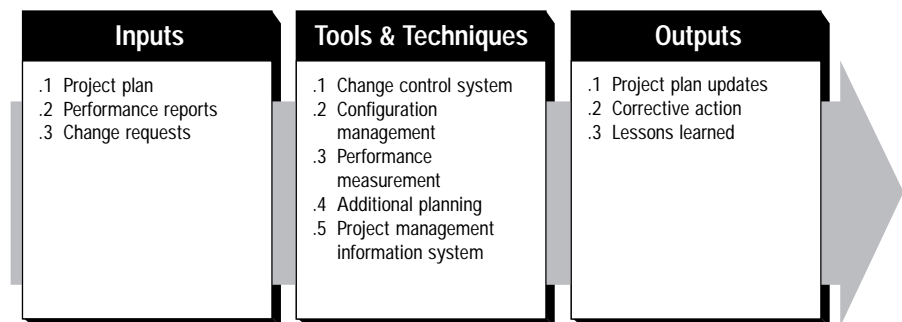 Inputs
.1 Project plan
.2 Performance reports
.3 Change requests
Tools & Techniques
.1 Change control system
.2 Configuration
management
.3 Performance
measurement
.4 Additional planning
.5 Project management
information system
Outputs
.1 Project plan updates
.2 Corrective action
.3 Lessons learned